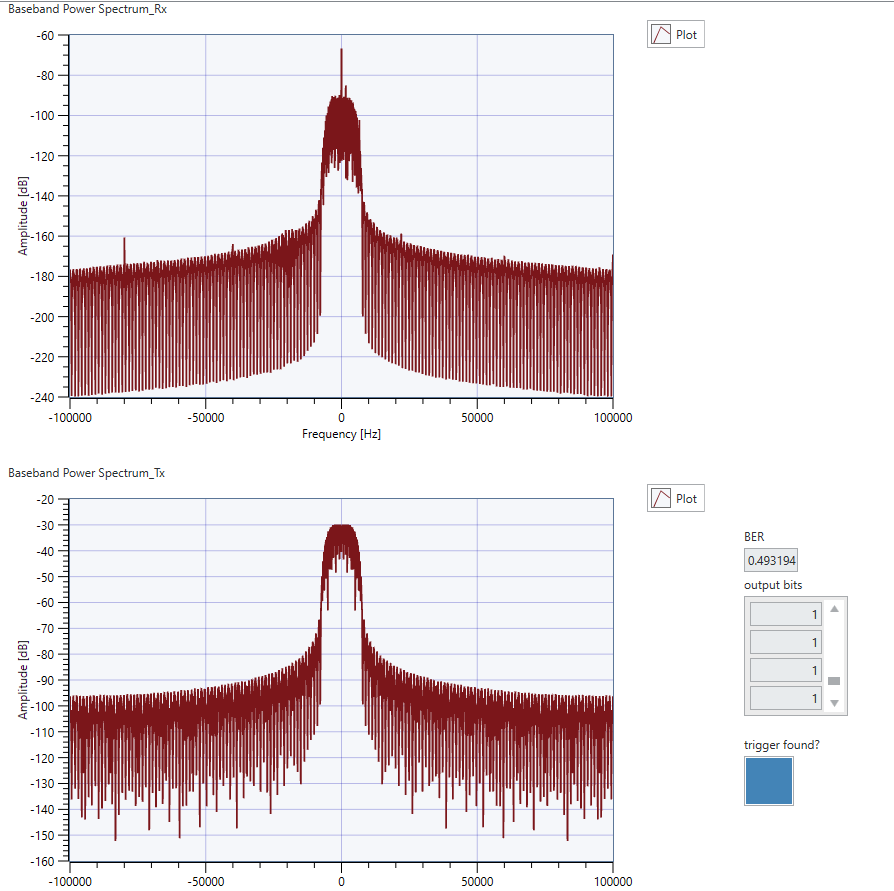 Baseband Power Spectrum_Rx
Plot
-60
-80
-100
-120
-140
-160
-180
-200
-220
-240
Amplitude [dB]
-100000 -50000 0 50000 100000
Frequency [Hz]
Baseband Power Spectrum_Tx
Plot
-20
-30
-40
-50
-60
-70
-80
-90
-100
-110
-120
-130
-140
-150
-160
Amplitude [dB]
-100000 -50000 0 50000 100000
BER
0.493194
output bits
1
1
1
1
trigger found?